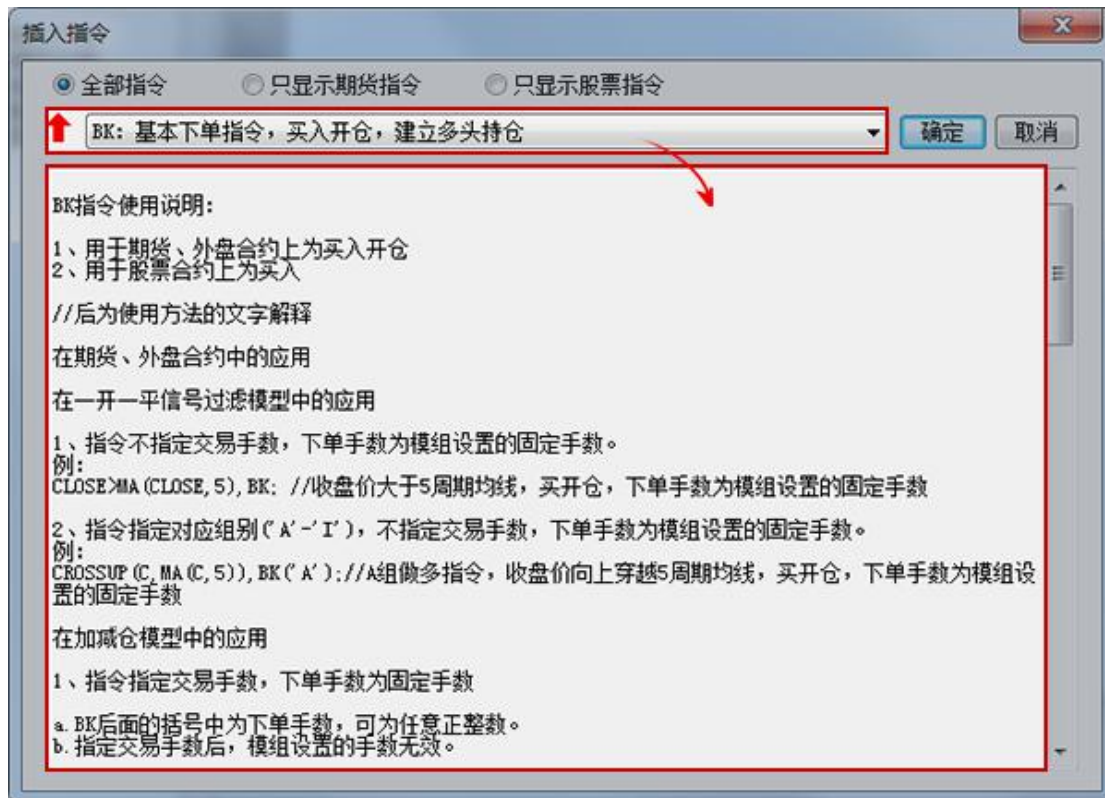 插入指令
全部指令 只显示期货指令 只显示股票指令
BK: 基本下单指令，买入开仓，建立多头持仓 确定 取消
BK指令使用说明:
1、用于期货、外盘合约上为买入开仓
2、用于股票合约上为买入
//后为使用方法的文字解释
在期货、外盘合约中的应用
在一开一平信号过滤模型中的应用
1、指令不指定交易手数，下单手数为模组设置的固定手数。
例:
CLOSE>MA(CLOSE,5),BK; //收盘价大于5周期均线，买开仓，下单手数为模组设置的固定手数
2、指令指定对应组别('A'-'I')，不指定交易手数，下单手数为模组设置的固定手数。
例:
CROSSUP(C,MA(C,5)),BK('A');//A组做多指令，收盘价向上穿越5周期均线，买开仓，下单手数为模组设
置的固定手数
在加减仓模型中的应用
1、指令指定交易手数，下单手数为固定手数
a.BK后面的括号中为下单手数，可为任意正整数。
b.指定交易手数后，模组设置的手数无效。